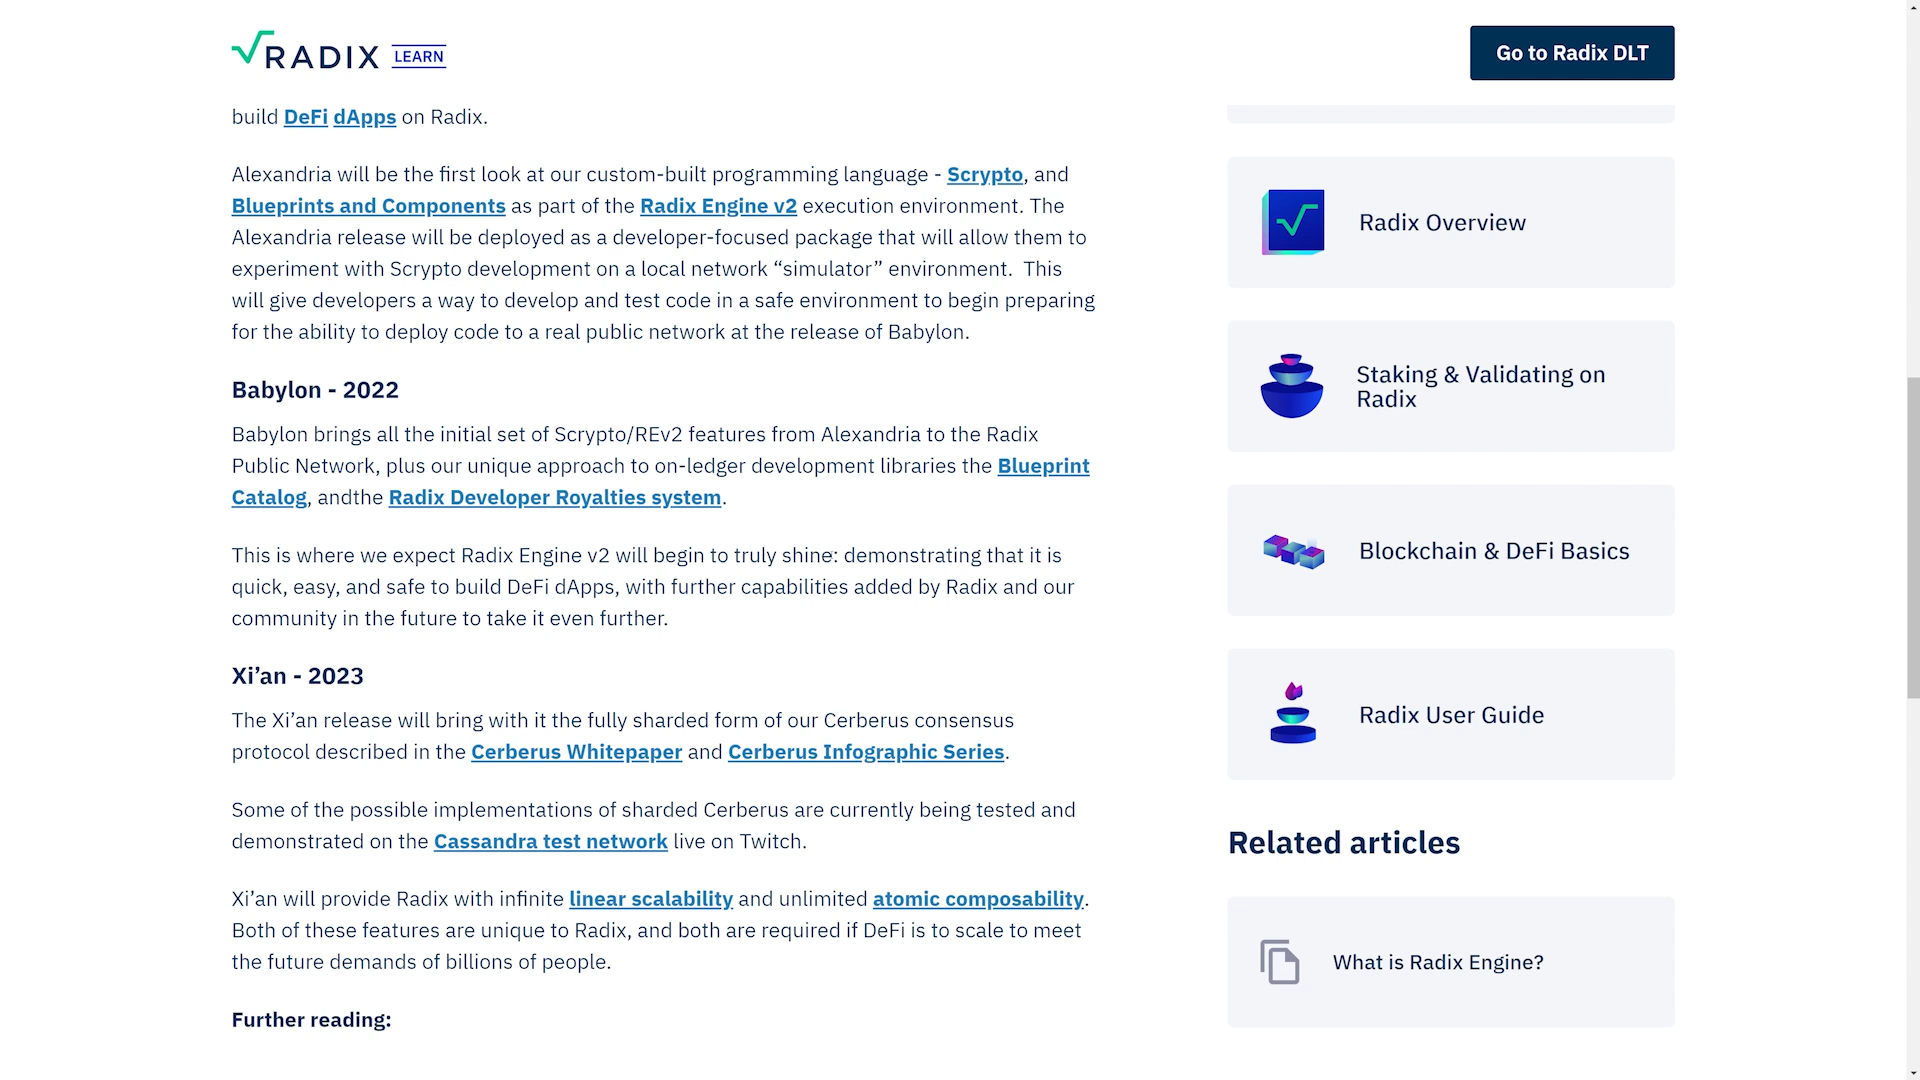 RADIX LEARN
Go to Radix DLT
build DeFi dApps on Radix.
Alexandria will be the first look at our custom-built programming language - Scrypto, and
Blueprints and Components as part of the Radix Engine v2 execution environment. The
Alexandria release will be deployed as a developer-focused package that will allow them to
experiment with Scrypto development on a local network “simulator” environment.  This
will give developers a way to develop and test code in a safe environment to begin preparing
for the ability to deploy code to a real public network at the release of Babylon.
Babylon - 2022
Babylon brings all the initial set of Scrypto/REv2 features from Alexandria to the Radix
Public Network, plus our unique approach to on-ledger development libraries the Blueprint
Catalog, andthe Radix Developer Royalties system.
This is where we expect Radix Engine v2 will begin to truly shine: demonstrating that it is
quick, easy, and safe to build DeFi dApps, with further capabilities added by Radix and our
community in the future to take it even further.
Xi’an - 2023
The Xi’an release will bring with it the fully sharded form of our Cerberus consensus
protocol described in the Cerberus Whitepaper and Cerberus Infographic Series.
Some of the possible implementations of sharded Cerberus are currently being tested and
demonstrated on the Cassandra test network live on Twitch.
Xi’an will provide Radix with infinite linear scalability and unlimited atomic composability.
Both of these features are unique to Radix, and both are required if DeFi is to scale to meet
the future demands of billions of people.
Further reading:
Radix Overview
Staking & Validating on
Radix
Blockchain & DeFi Basics
Radix User Guide
Related articles
What is Radix Engine?